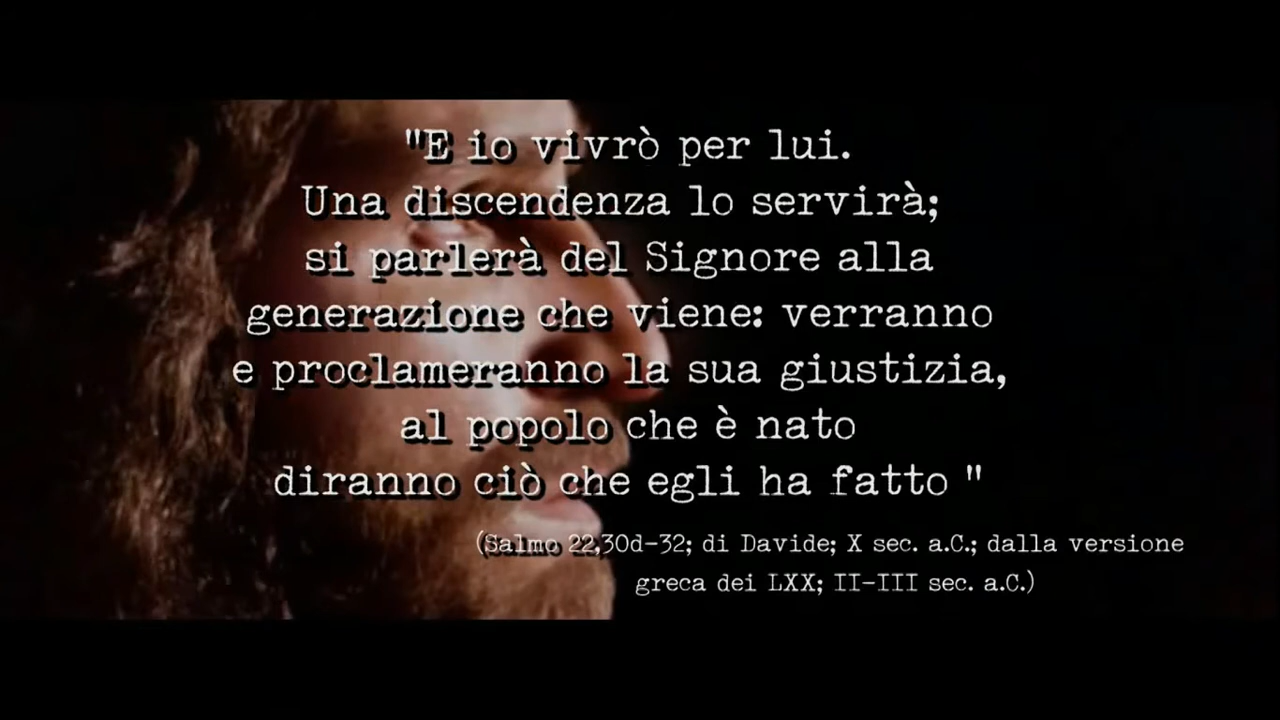 "E io vivrò per lui.
Una discendenza lo servirà;
si parlerà del Signore alla
generazione che viene: verranno
e proclameranno la sua giustizia,
al popolo che è nato
diranno ciò che egli ha fatto "
(Salmo 22,30d-32; di Davide; X sec. a.C.; dalla versione
greca dei LXX; II-III sec. a.C.)